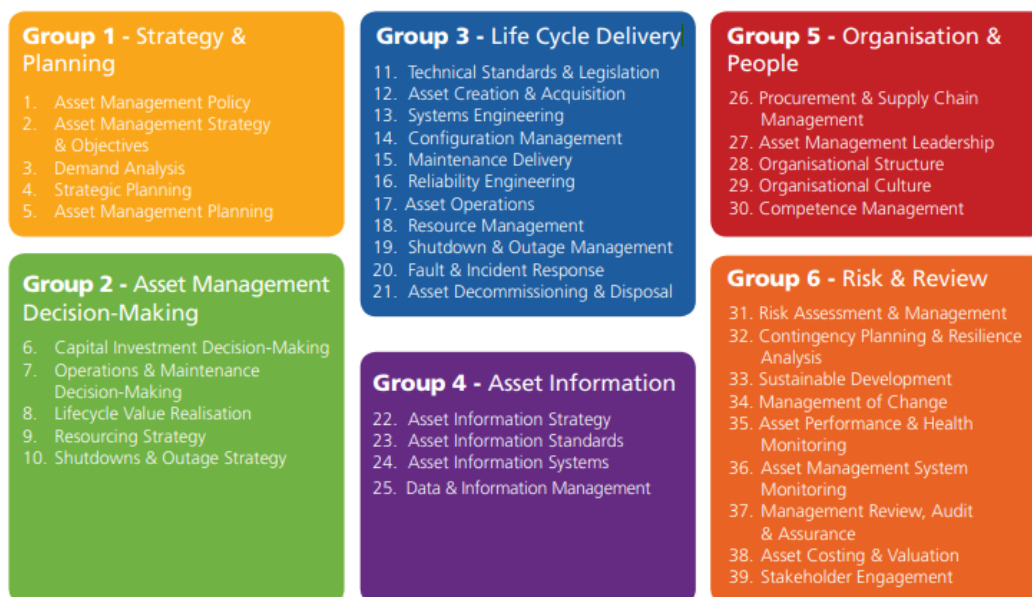 Group 1 - Strategy &
Planning
1. Asset Management Policy
2. Asset Management Strategy
& Objectives
3. Demand Analysis
4. Strategic Planning
5. Asset Management Planning
Group 2 - Asset Management
Decision-Making
6. Capital Investment Decision-Making
7. Operations & Maintenance
Decision-Making
8. Lifecycle Value Realisation
9. Resourcing Strategy
10. Shutdowns & Outage Strategy
Group 3 - Life Cycle Delivery
11. Technical Standards & Legislation
12. Asset Creation & Acquisition
13. Systems Engineering
14. Configuration Management
15. Maintenance Delivery
16. Reliability Engineering
17. Asset Operations
18. Resource Management
19. Shutdown & Outage Management
20. Fault & Incident Response
21. Asset Decommissioning & Disposal
Group 4 - Asset Information
22. Asset Information Strategy
23. Asset Information Standards
24. Asset Information Systems
25. Data & Information Management
Group 5 - Organisation &
People
26. Procurement & Supply Chain
Management
27. Asset Management Leadership
28. Organisational Structure
29. Organisational Culture
30. Competence Management
Group 6 - Risk & Review
31. Risk Assessment & Management
32. Contingency Planning & Resilience
Analysis
33. Sustainable Development
34. Management of Change
35. Asset Performance & Health
Monitoring
36. Asset Management System
Monitoring
37. Management Review, Audit
& Assurance
38. Asset Costing & Valuation
39. Stakeholder Engagement